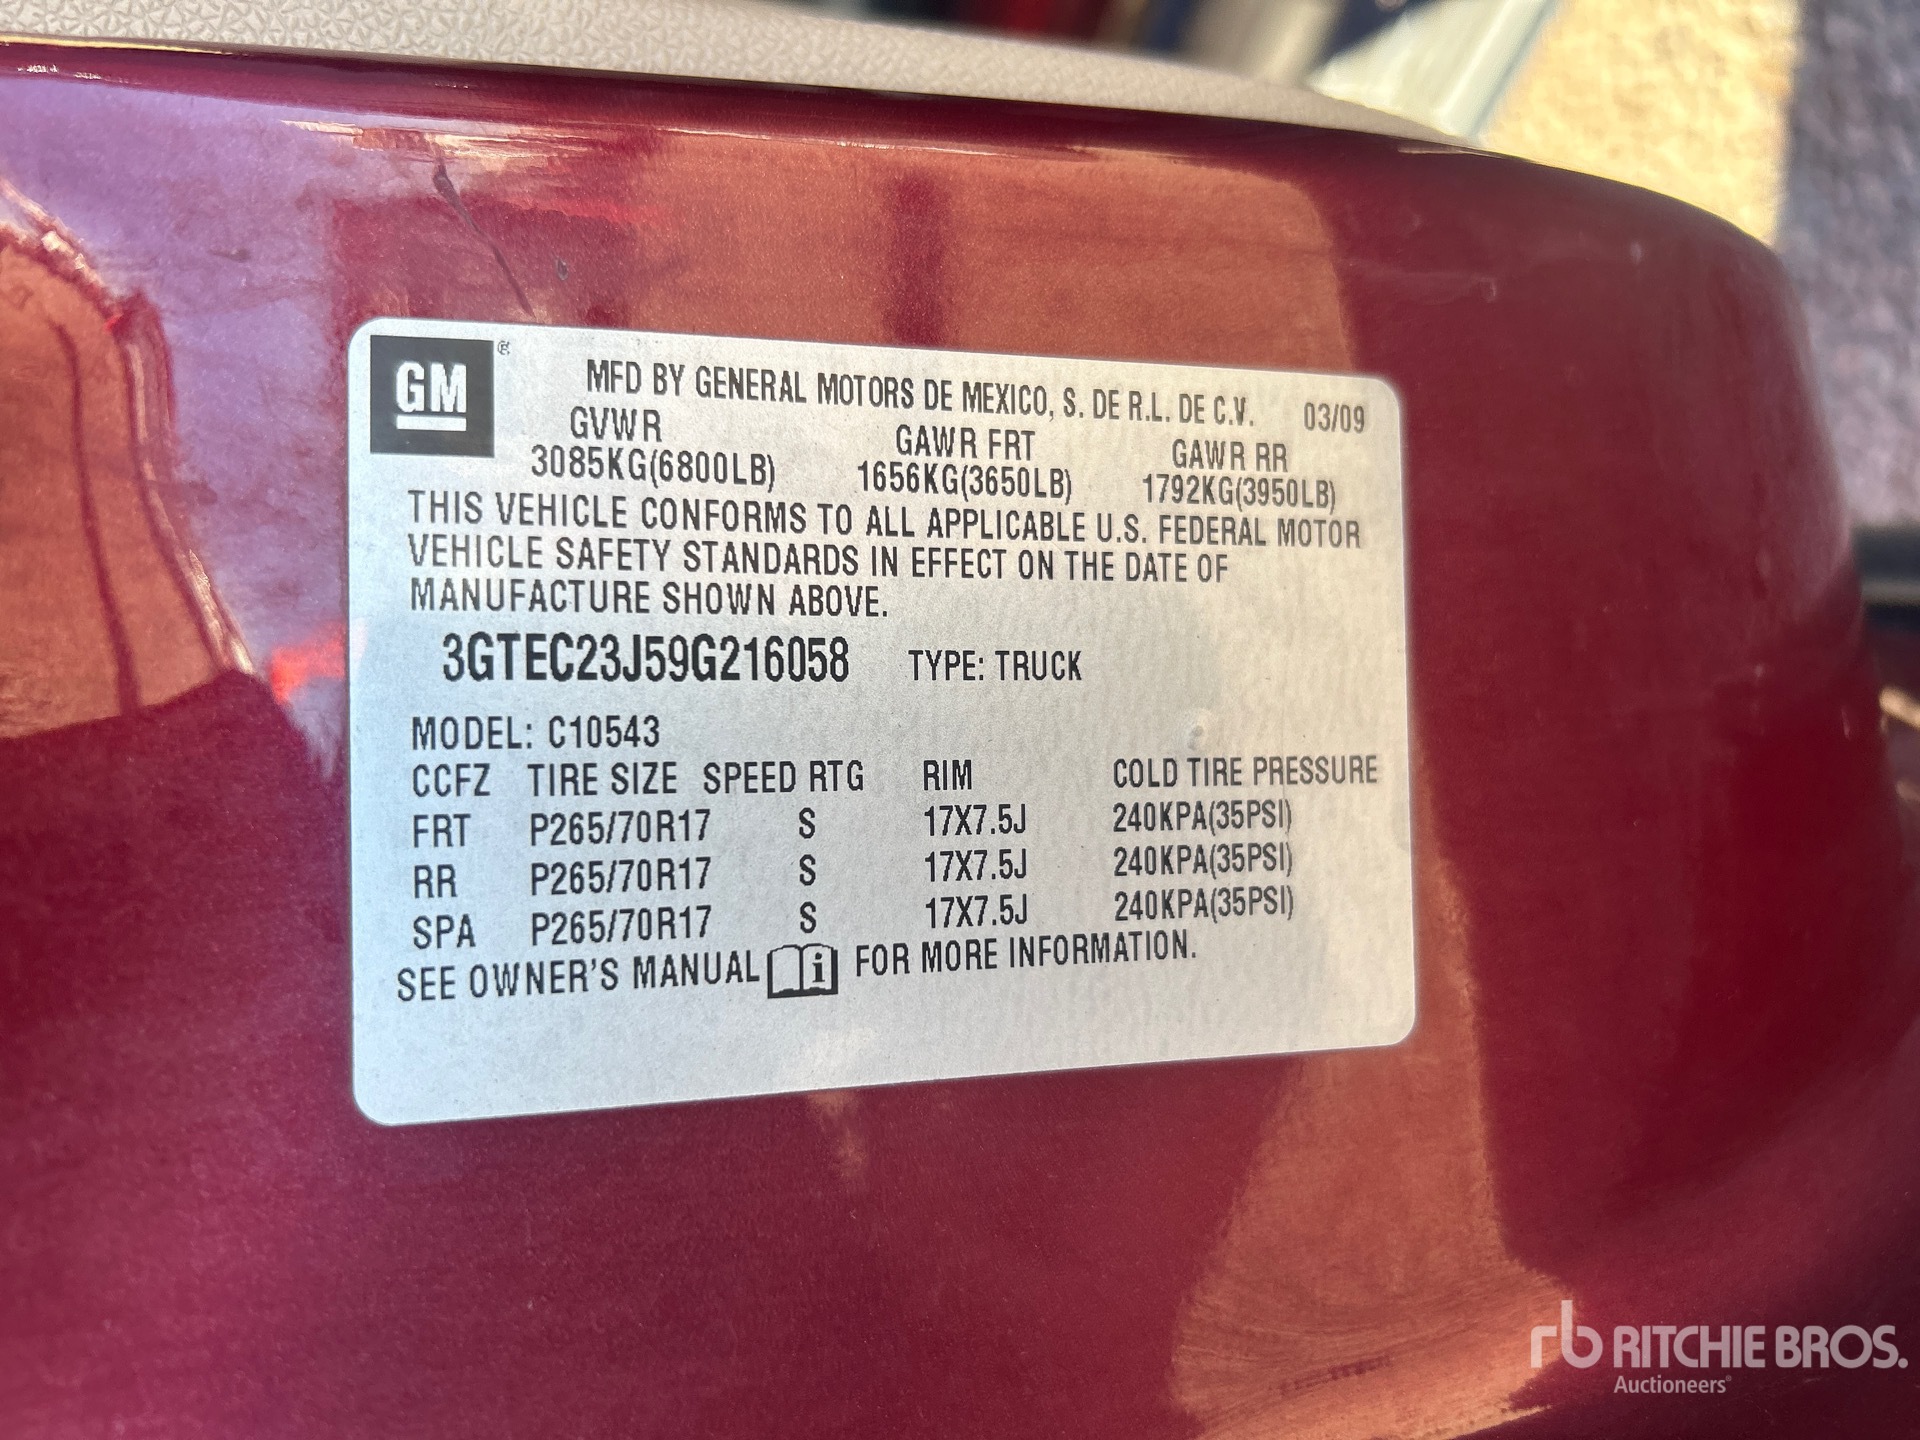 GM®
MFD BY GENERAL MOTORS DE MEXICO, S. DE R.L. DE C.V. 03/09
GVWR GAWR FRT GAWR RR
3085KG(6800LB) 1656KG(3650LB) 1792KG(3950LB)
THIS VEHICLE CONFORMS TO ALL APPLICABLE U.S. FEDERAL MOTOR
VEHICLE SAFETY STANDARDS IN EFFECT ON THE DATE OF
MANUFACTURE SHOWN ABOVE.
3GTEC23J59G216058 TYPE: TRUCK
MODEL: C10543
CCFZ TIRE SIZE SPEED RTG RIM COLD TIRE PRESSURE
FRT P265/70R17 S 17X7.5J 240KPA(35PSI)
RR P265/70R17 S 17X7.5J 240KPA(35PSI)
SPA P265/70R17 S 17X7.5J 240KPA(35PSI)
SEE OWNER'S MANUAL i FOR MORE INFORMATION.
rb RITCHIE BROS.
Auctioneers®